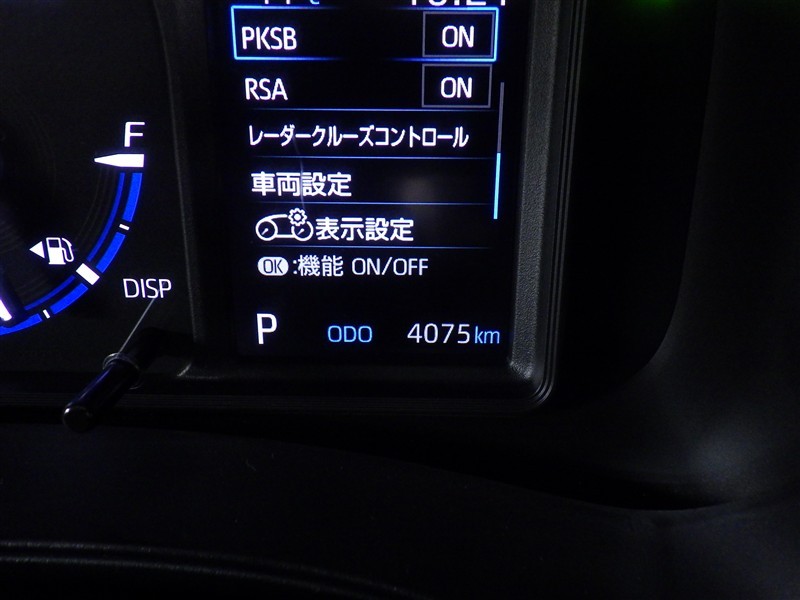 PKSB ON
RSA ON
レーダークルーズコントロール
車両設定
表示設定
OK:機能 ON/OFF
F
DISP
P ODO 4075km